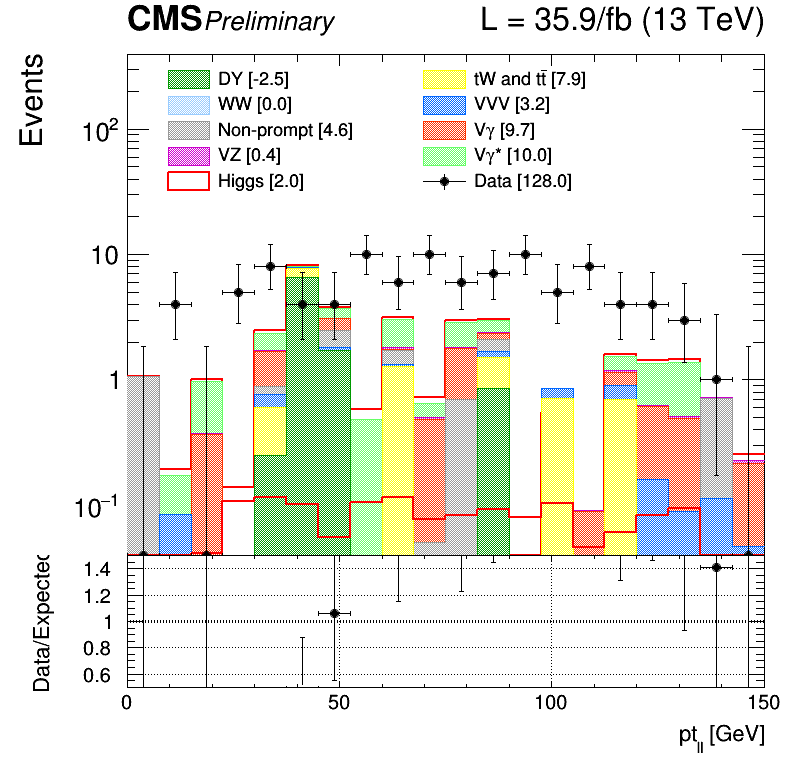 CMS Preliminary L = 35.9/fb (13 TeV)
Events
10²
10
1
10⁻¹
DY [-2.5]
WW [0.0]
Non-prompt [4.6]
VZ [0.4]
Higgs [2.0]
tW and tt̄ [7.9]
VVV [3.2]
Vγ [9.7]
Vγ* [10.0]
Data [128.0]
Data/Expected
1.4
1.2
1
0.8
0.6
0 50 100 150
pt_ll [GeV]